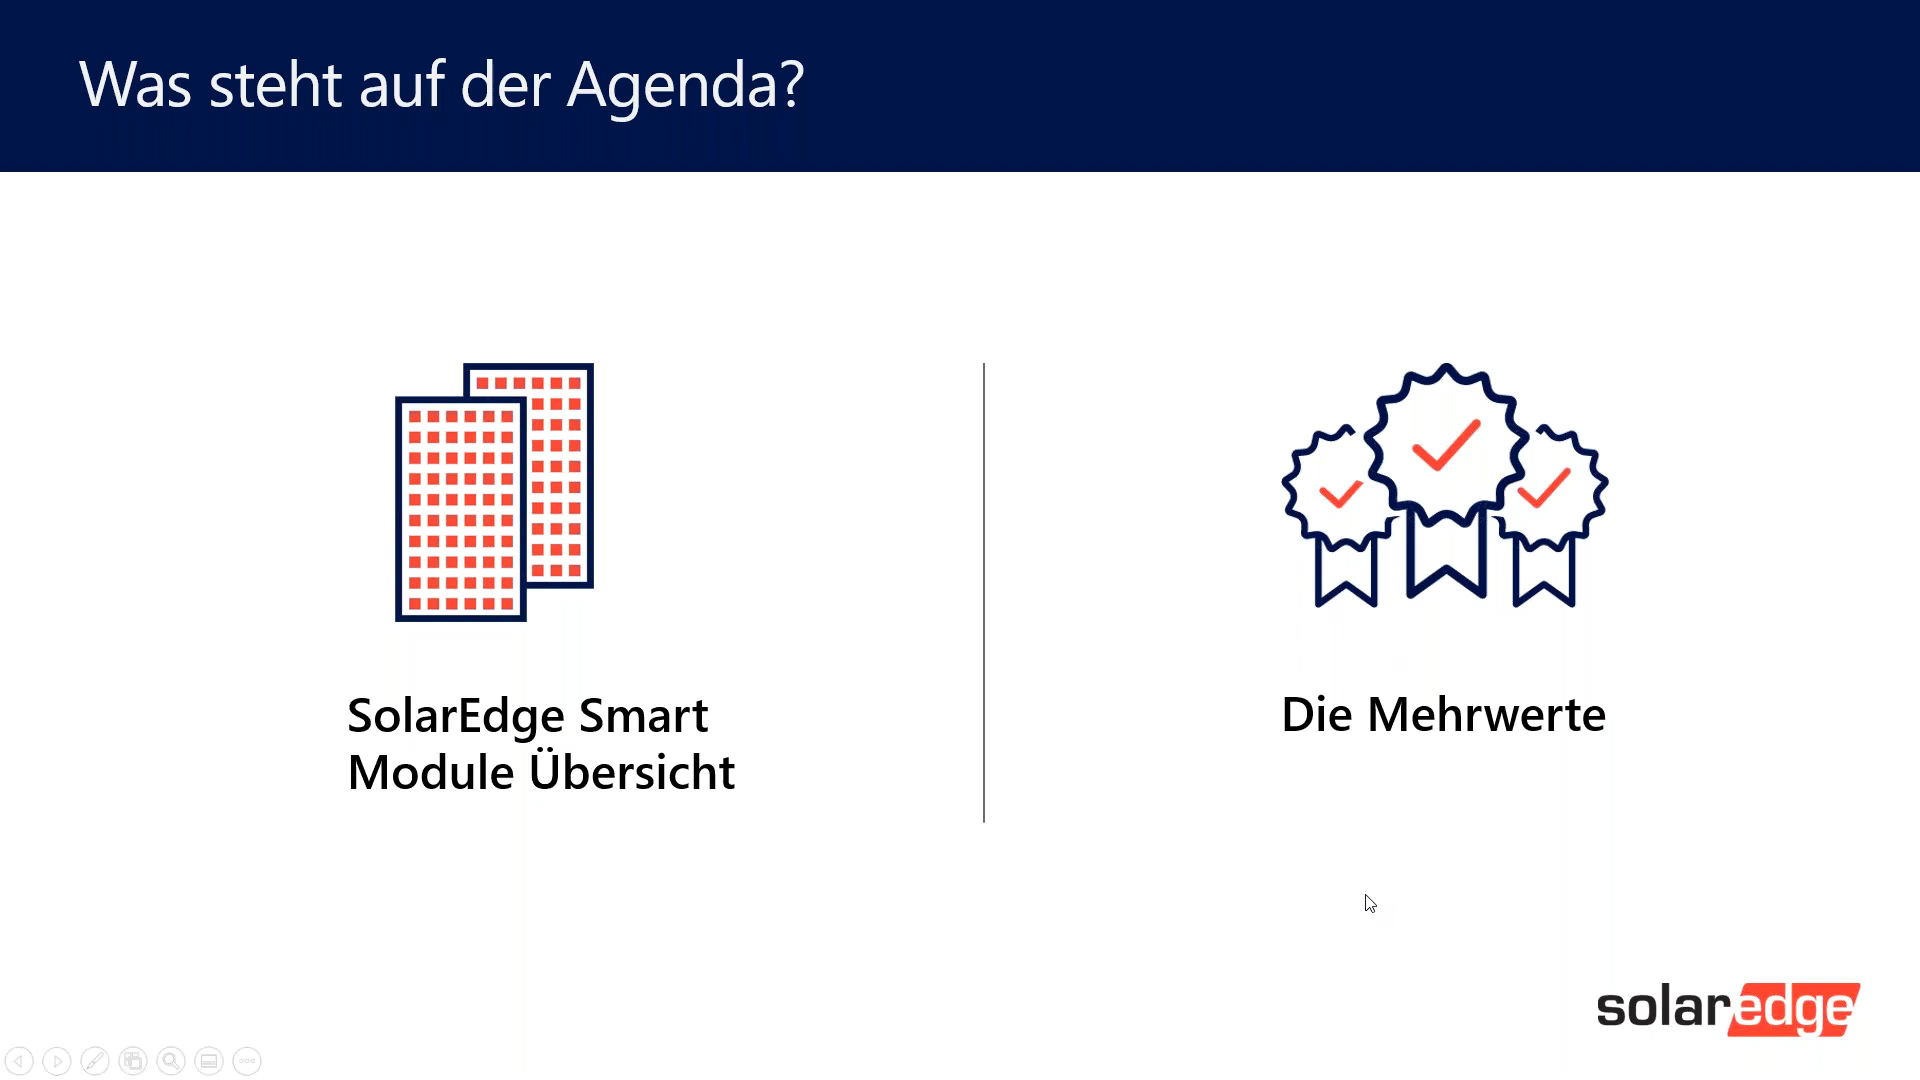 Was steht auf der Agenda?
SolarEdge Smart
Module Übersicht
Die Mehrwerte
solaredge